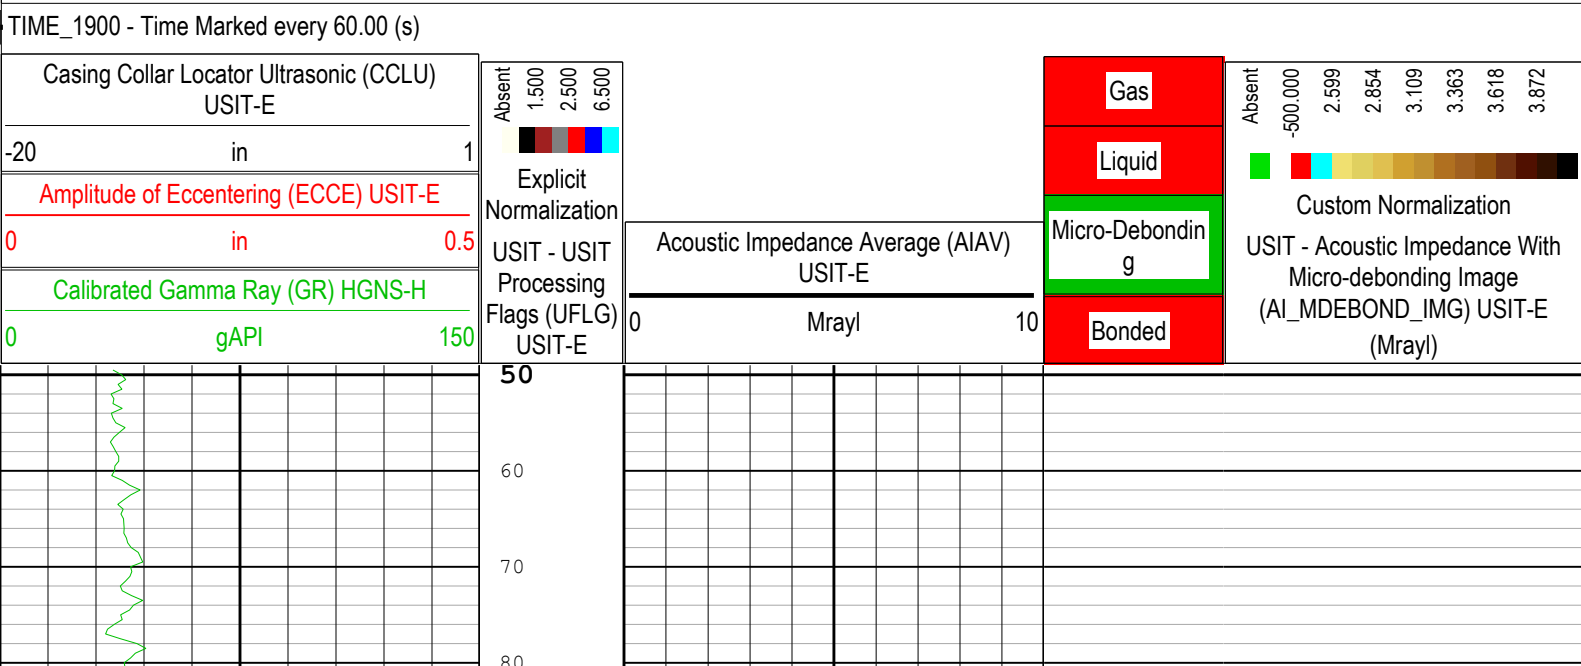 TIME_1900 - Time Marked every 60.00 (s)
Casing Collar Locator Ultrasonic (CCLU)
USIT-E
-20 in 1
Amplitude of Eccentering (ECCE) USIT-E
0 in 0.5
Calibrated Gamma Ray (GR) HGNS-H
0 gAPI 150
Absent 1.500 2.500 6.500
Explicit
Normalization
USIT - USIT
Processing
Flags (UFLG)
USIT-E
Acoustic Impedance Average (AIAV)
USIT-E
0 Mrayl 10
Gas
Liquid
Micro-Debondin
g
Bonded
Absent -500.000 2.599 2.854 3.109 3.363 3.618 3.872
Custom Normalization
USIT - Acoustic Impedance With
Micro-debonding Image
(AI_MDEBOND_IMG) USIT-E
(Mrayl)
50
60
70
80